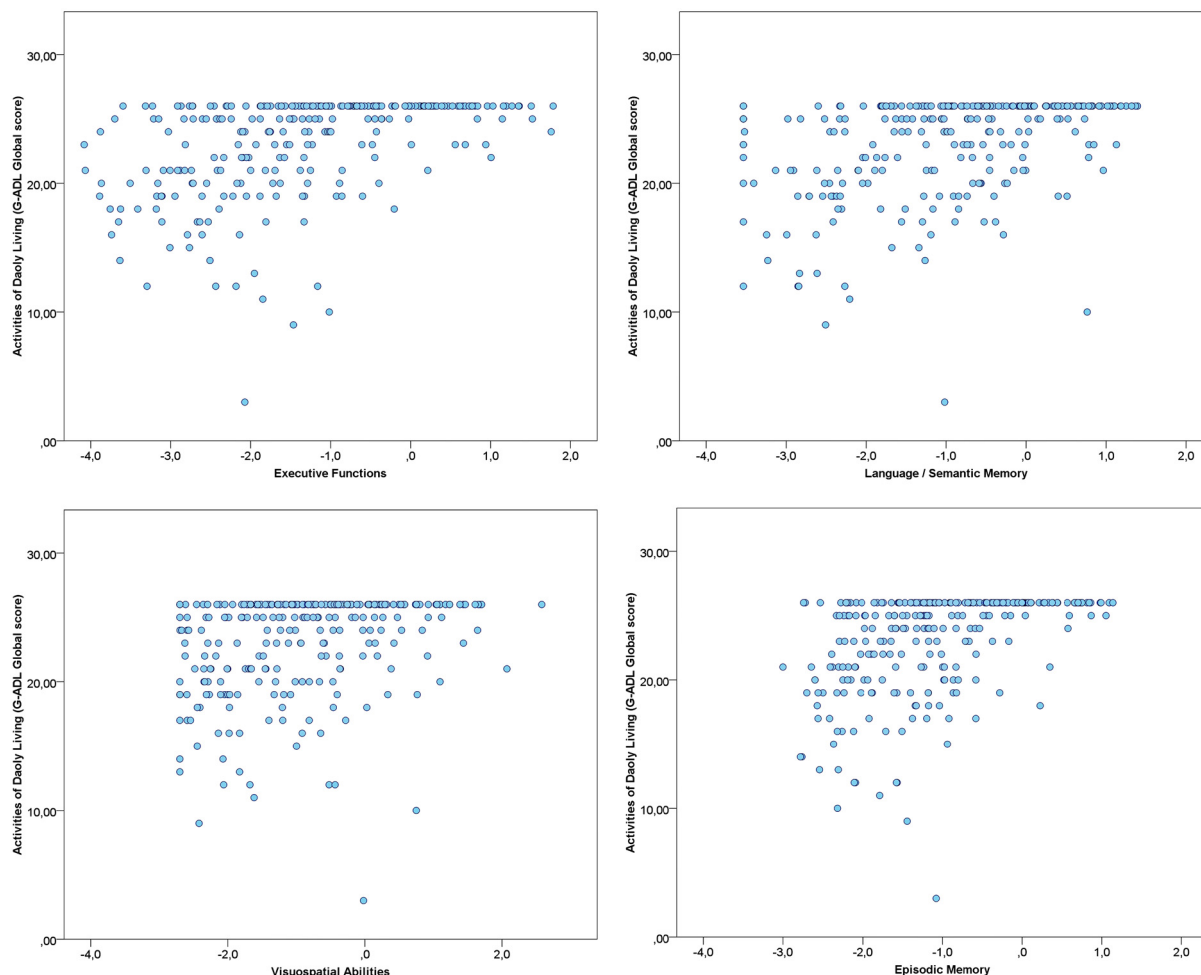 Activities of Daoly Living (G-ADL Global score)
30,00
20,00
10,00
,00
-4,0 -3,0 -2,0 -1,0 ,0 1,0 2,0
Executive Functions
Activities of Daoly Living (G-ADL Global score)
30,00
20,00
10,00
,00
-4,0 -3,0 -2,0 -1,0 ,0 1,0 2,0
Language / Semantic Memory
Activities of Daoly Living (G-ADL Global score)
30,00
20,00
10,00
,00
-4,0 -2,0 ,0 2,0
Visuospatial Abilities
Activities of Daoly Living (G-ADL Global score)
30,00
20,00
10,00
,00
-4,0 -3,0 -2,0 -1,0 ,0 1,0 2,0
Episodic Memory